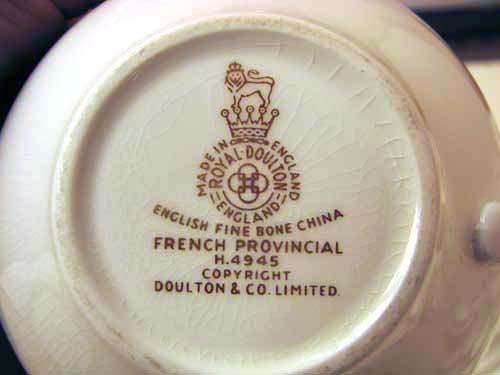 MADE IN ENGLAND
ROYAL·DOULTON
ENGLAND
ENGLISH FINE BONE CHINA
FRENCH PROVINCIAL
H.4945
COPYRIGHT
DOULTON & CO. LIMITED.